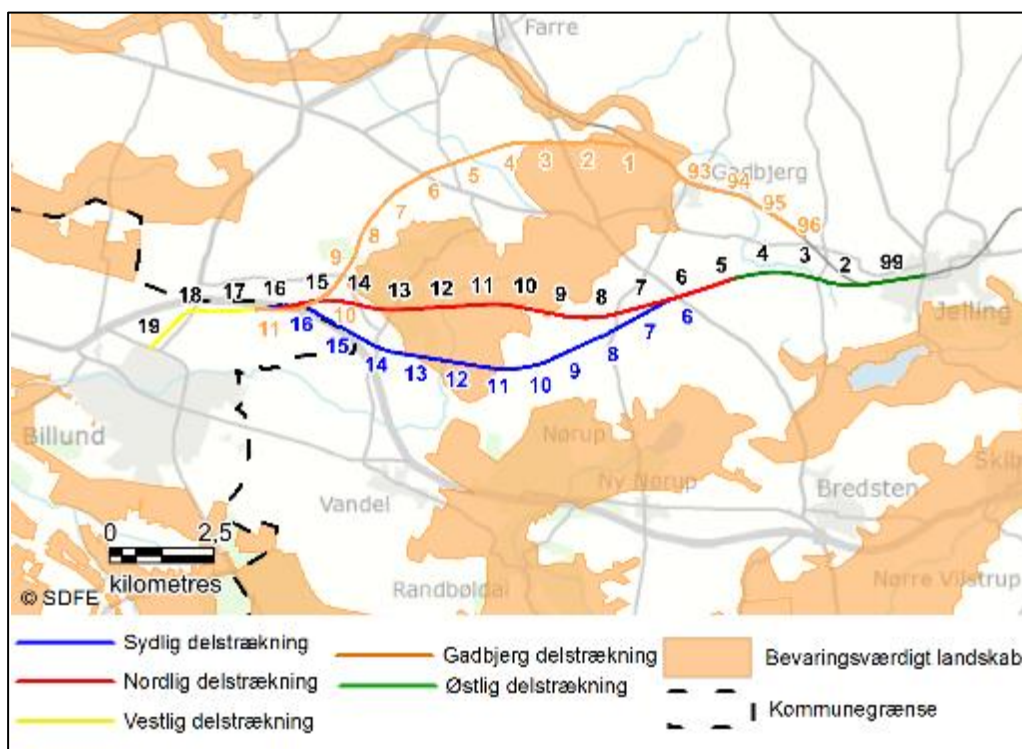 Farre
4 3 2 1
5
6
7
8
9
93 Gadbjerg
94
95
96
5 4 3 2 99
Jelling
19 18 17 16 15 14 13 12 11 10 9 8 7 6
11 10
16 15 14 13 12 11 10 9 8 7 6
Billund
Nørup
Vandel
Ny Nørup
Bredsten
Skib
0 2,5
kilometres
Randbøldal
Nørre Vilstrup
© SDFE
Sydlig delstrækning
Gadbjerg delstrækning
Bevaringsværdigt landskab
Nordlig delstrækning
Østlig delstrækning
Kommunegrænse
Vestlig delstrækning